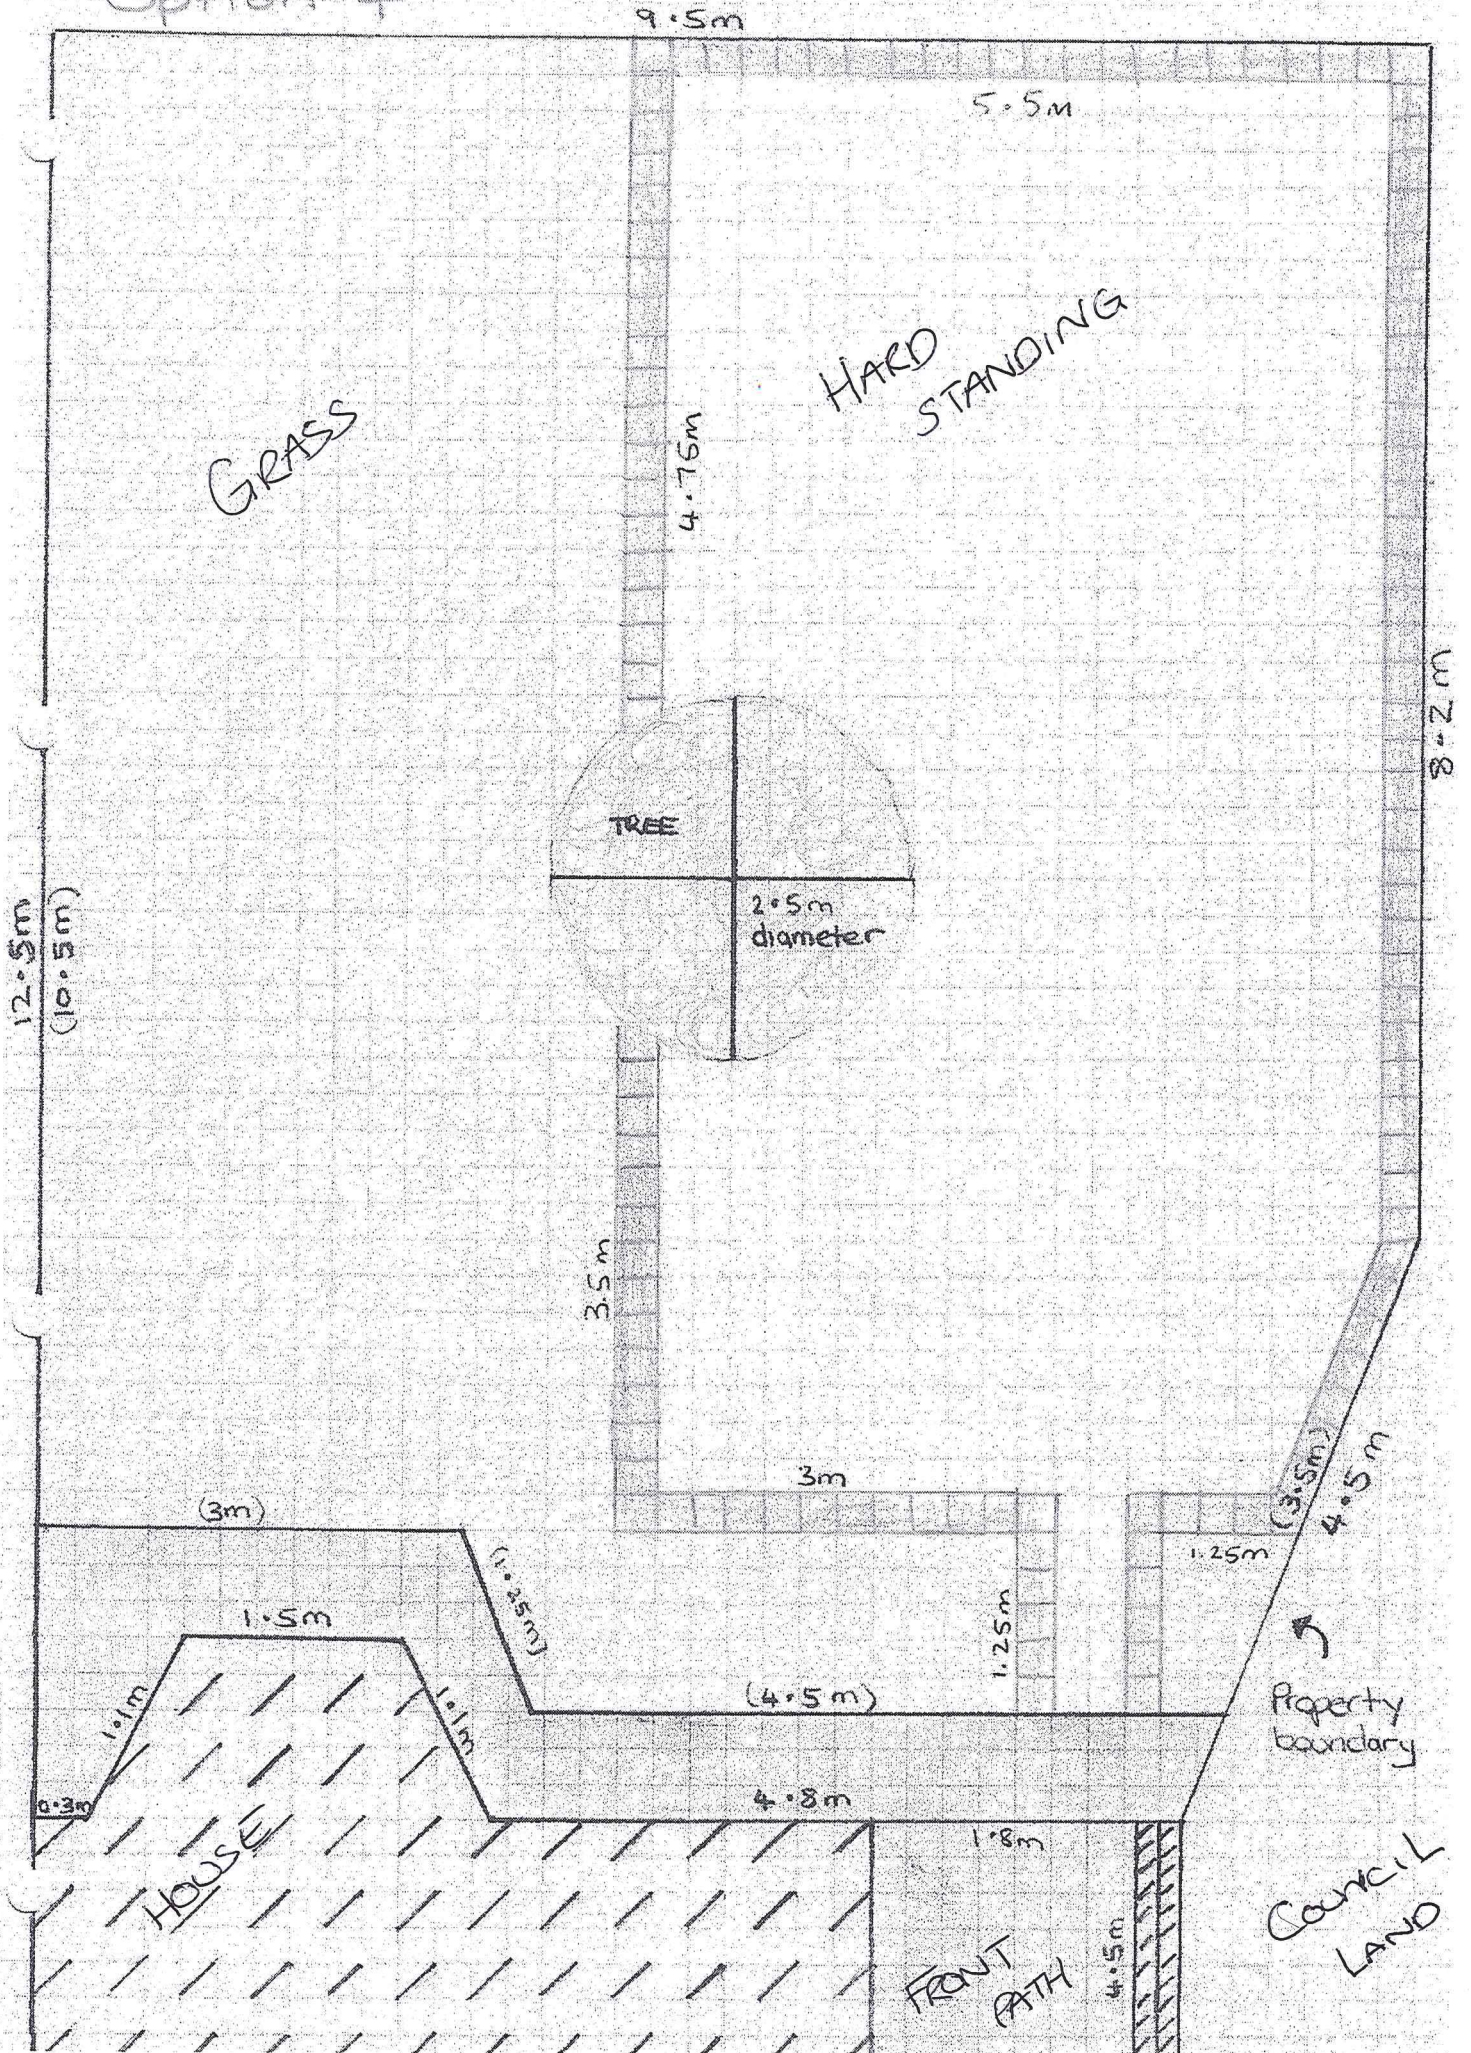 Option 4
9.5m
5.5m
HARD
STANDING
GRASS
4.75m
8.2m
TREE
2.5m
diameter
12.5m
(10.5m)
3.5m
3m
(3m)
(3.5m)
4.5m
1.25m
(1.25m)
1.25m
1.5m
(4.5m)
Property
boundary
1.1m
1.1m
0.3m
4.8m
1.8m
HOUSE
FRONT
PATH
4.5m
COUNCIL
LAND